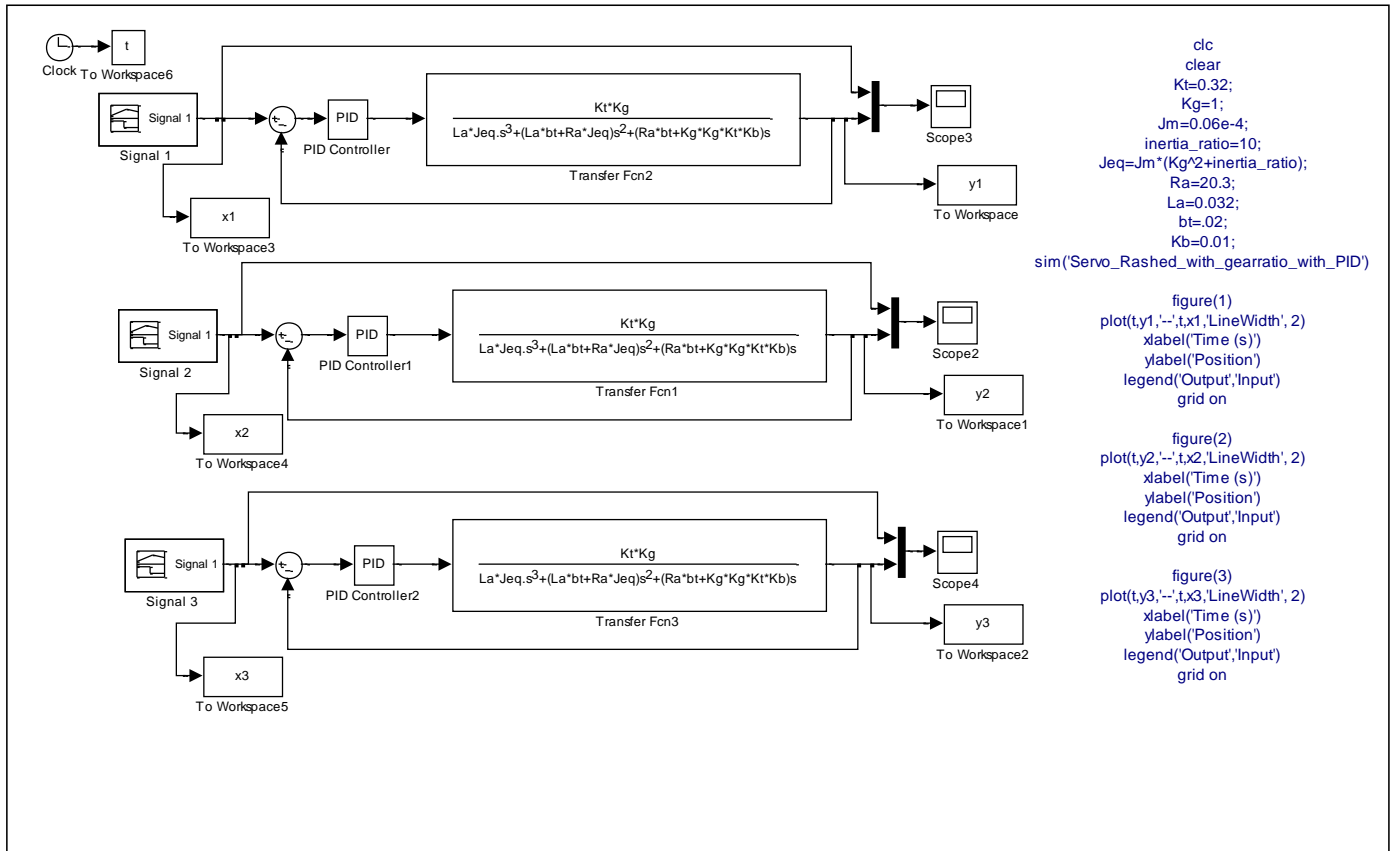 t
Clock
To Workspace6
Signal 1
Signal 1
PID
PID Controller
Kt*Kg
La*Jeq.s³+(La*bt+Ra*Jeq)s²+(Ra*bt+Kg*Kg*Kt*Kb)s
Transfer Fcn2
Scope3
y1
To Workspace
x1
To Workspace3
Signal 1
Signal 2
PID
PID Controller1
Kt*Kg
La*Jeq.s³+(La*bt+Ra*Jeq)s²+(Ra*bt+Kg*Kg*Kt*Kb)s
Transfer Fcn1
Scope2
y2
To Workspace1
x2
To Workspace4
Signal 1
Signal 3
PID
PID Controller2
Kt*Kg
La*Jeq.s³+(La*bt+Ra*Jeq)s²+(Ra*bt+Kg*Kg*Kt*Kb)s
Transfer Fcn3
Scope4
y3
To Workspace2
x3
To Workspace5
clc
clear
Kt=0.32;
Kg=1;
Jm=0.06e-4;
inertia_ratio=10;
Jeq=Jm*(Kg^2+inertia_ratio);
Ra=20.3;
La=0.032;
bt=.02;
Kb=0.01;
sim('Servo_Rashed_with_gearratio_with_PID')
figure(1)
plot(t,y1,'--',t,x1,'LineWidth', 2)
xlabel('Time (s)')
ylabel('Position')
legend('Output','Input')
grid on
figure(2)
plot(t,y2,'--',t,x2,'LineWidth', 2)
xlabel('Time (s)')
ylabel('Position')
legend('Output','Input')
grid on
figure(3)
plot(t,y3,'--',t,x3,'LineWidth', 2)
xlabel('Time (s)')
ylabel('Position')
legend('Output','Input')
grid on